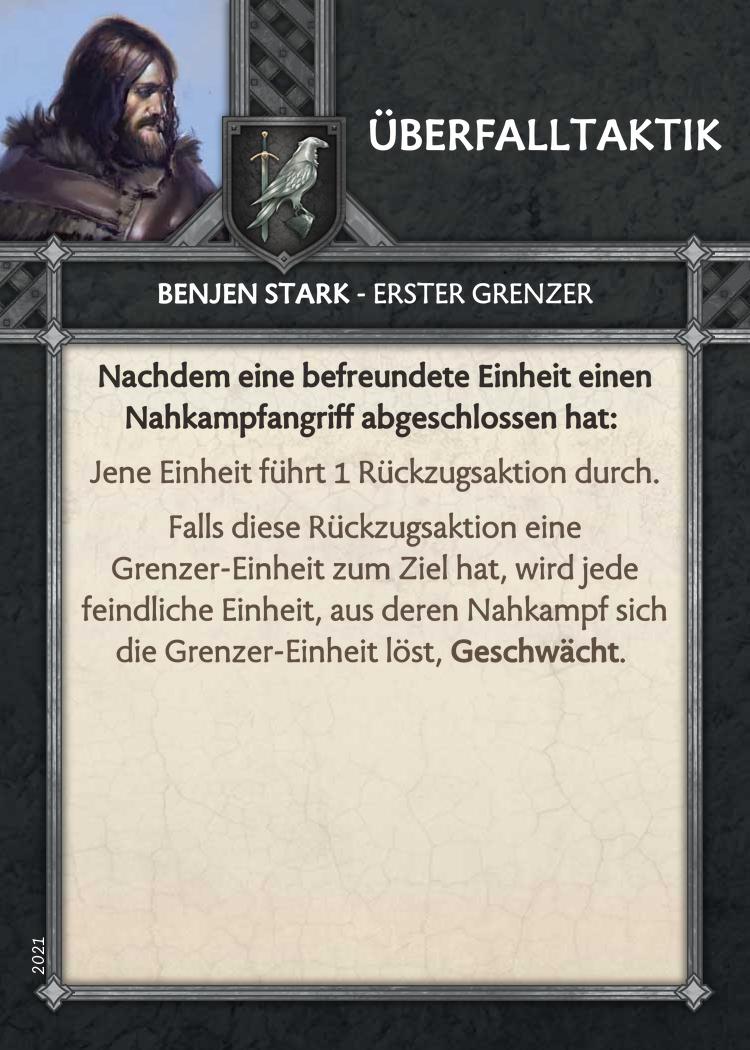 ÜBERFALLTAKTIK
BENJEN STARK - ERSTER GRENZER
Nachdem eine befreundete Einheit einen
Nahkampfangriff abgeschlossen hat:
Jene Einheit führt 1 Rückzugsaktion durch.
Falls diese Rückzugsaktion eine
Grenzer-Einheit zum Ziel hat, wird jede
feindliche Einheit, aus deren Nahkampf sich
die Grenzer-Einheit löst, Geschwächt.
2021